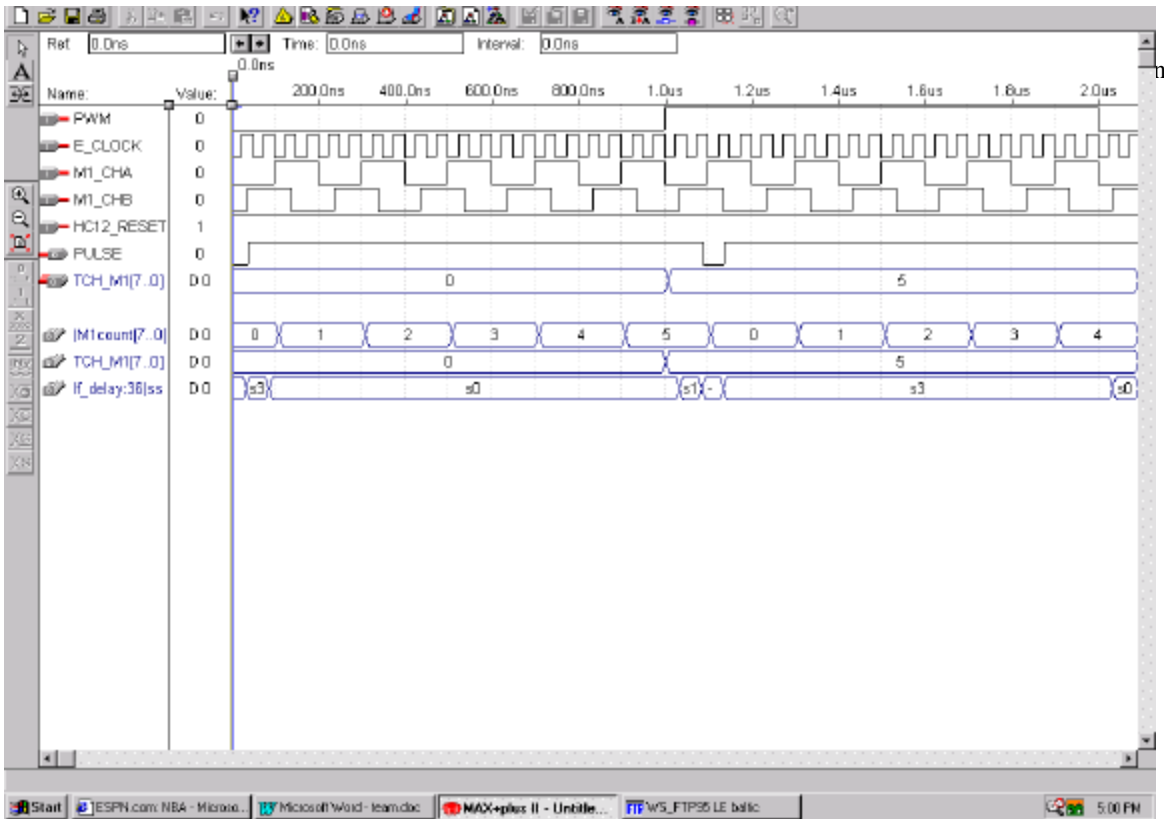 n
Ref: 0.0ns Time: 0.0ns Interval: 0.0ns
0.0ns
Name: Value: 200.0ns 400.0ns 600.0ns 800.0ns 1.0us 1.2us 1.4us 1.6us 1.8us 2.0us
PWM 0
E_CLOCK 0
M1_CHA 0
M1_CHB 0
HC12_RESET 1
PULSE 0
TCH_M1[7..0] D 0 0 5
|M1count[7..0] D 0 0 1 2 3 4 5 0 1 2 3 4
TCH_M1[7..0] D 0 0 5
lf_delay:36|ss D 0 s3 s0 s1 - s3 s0
Start ESPN.com: NBA - Microso... Microsoft Word - team.doc MAX+plus II - Untitle... WS_FTP95 LE baltic 5:00 PM